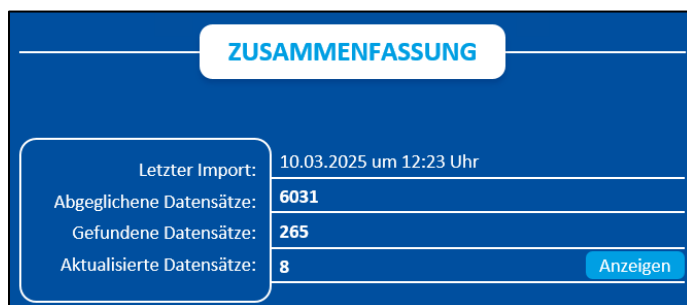 ZUSAMMENFASSUNG
Letzter Import: 10.03.2025 um 12:23 Uhr
Abgeglichene Datensätze: 6031
Gefundene Datensätze: 265
Aktualisierte Datensätze: 8 Anzeigen